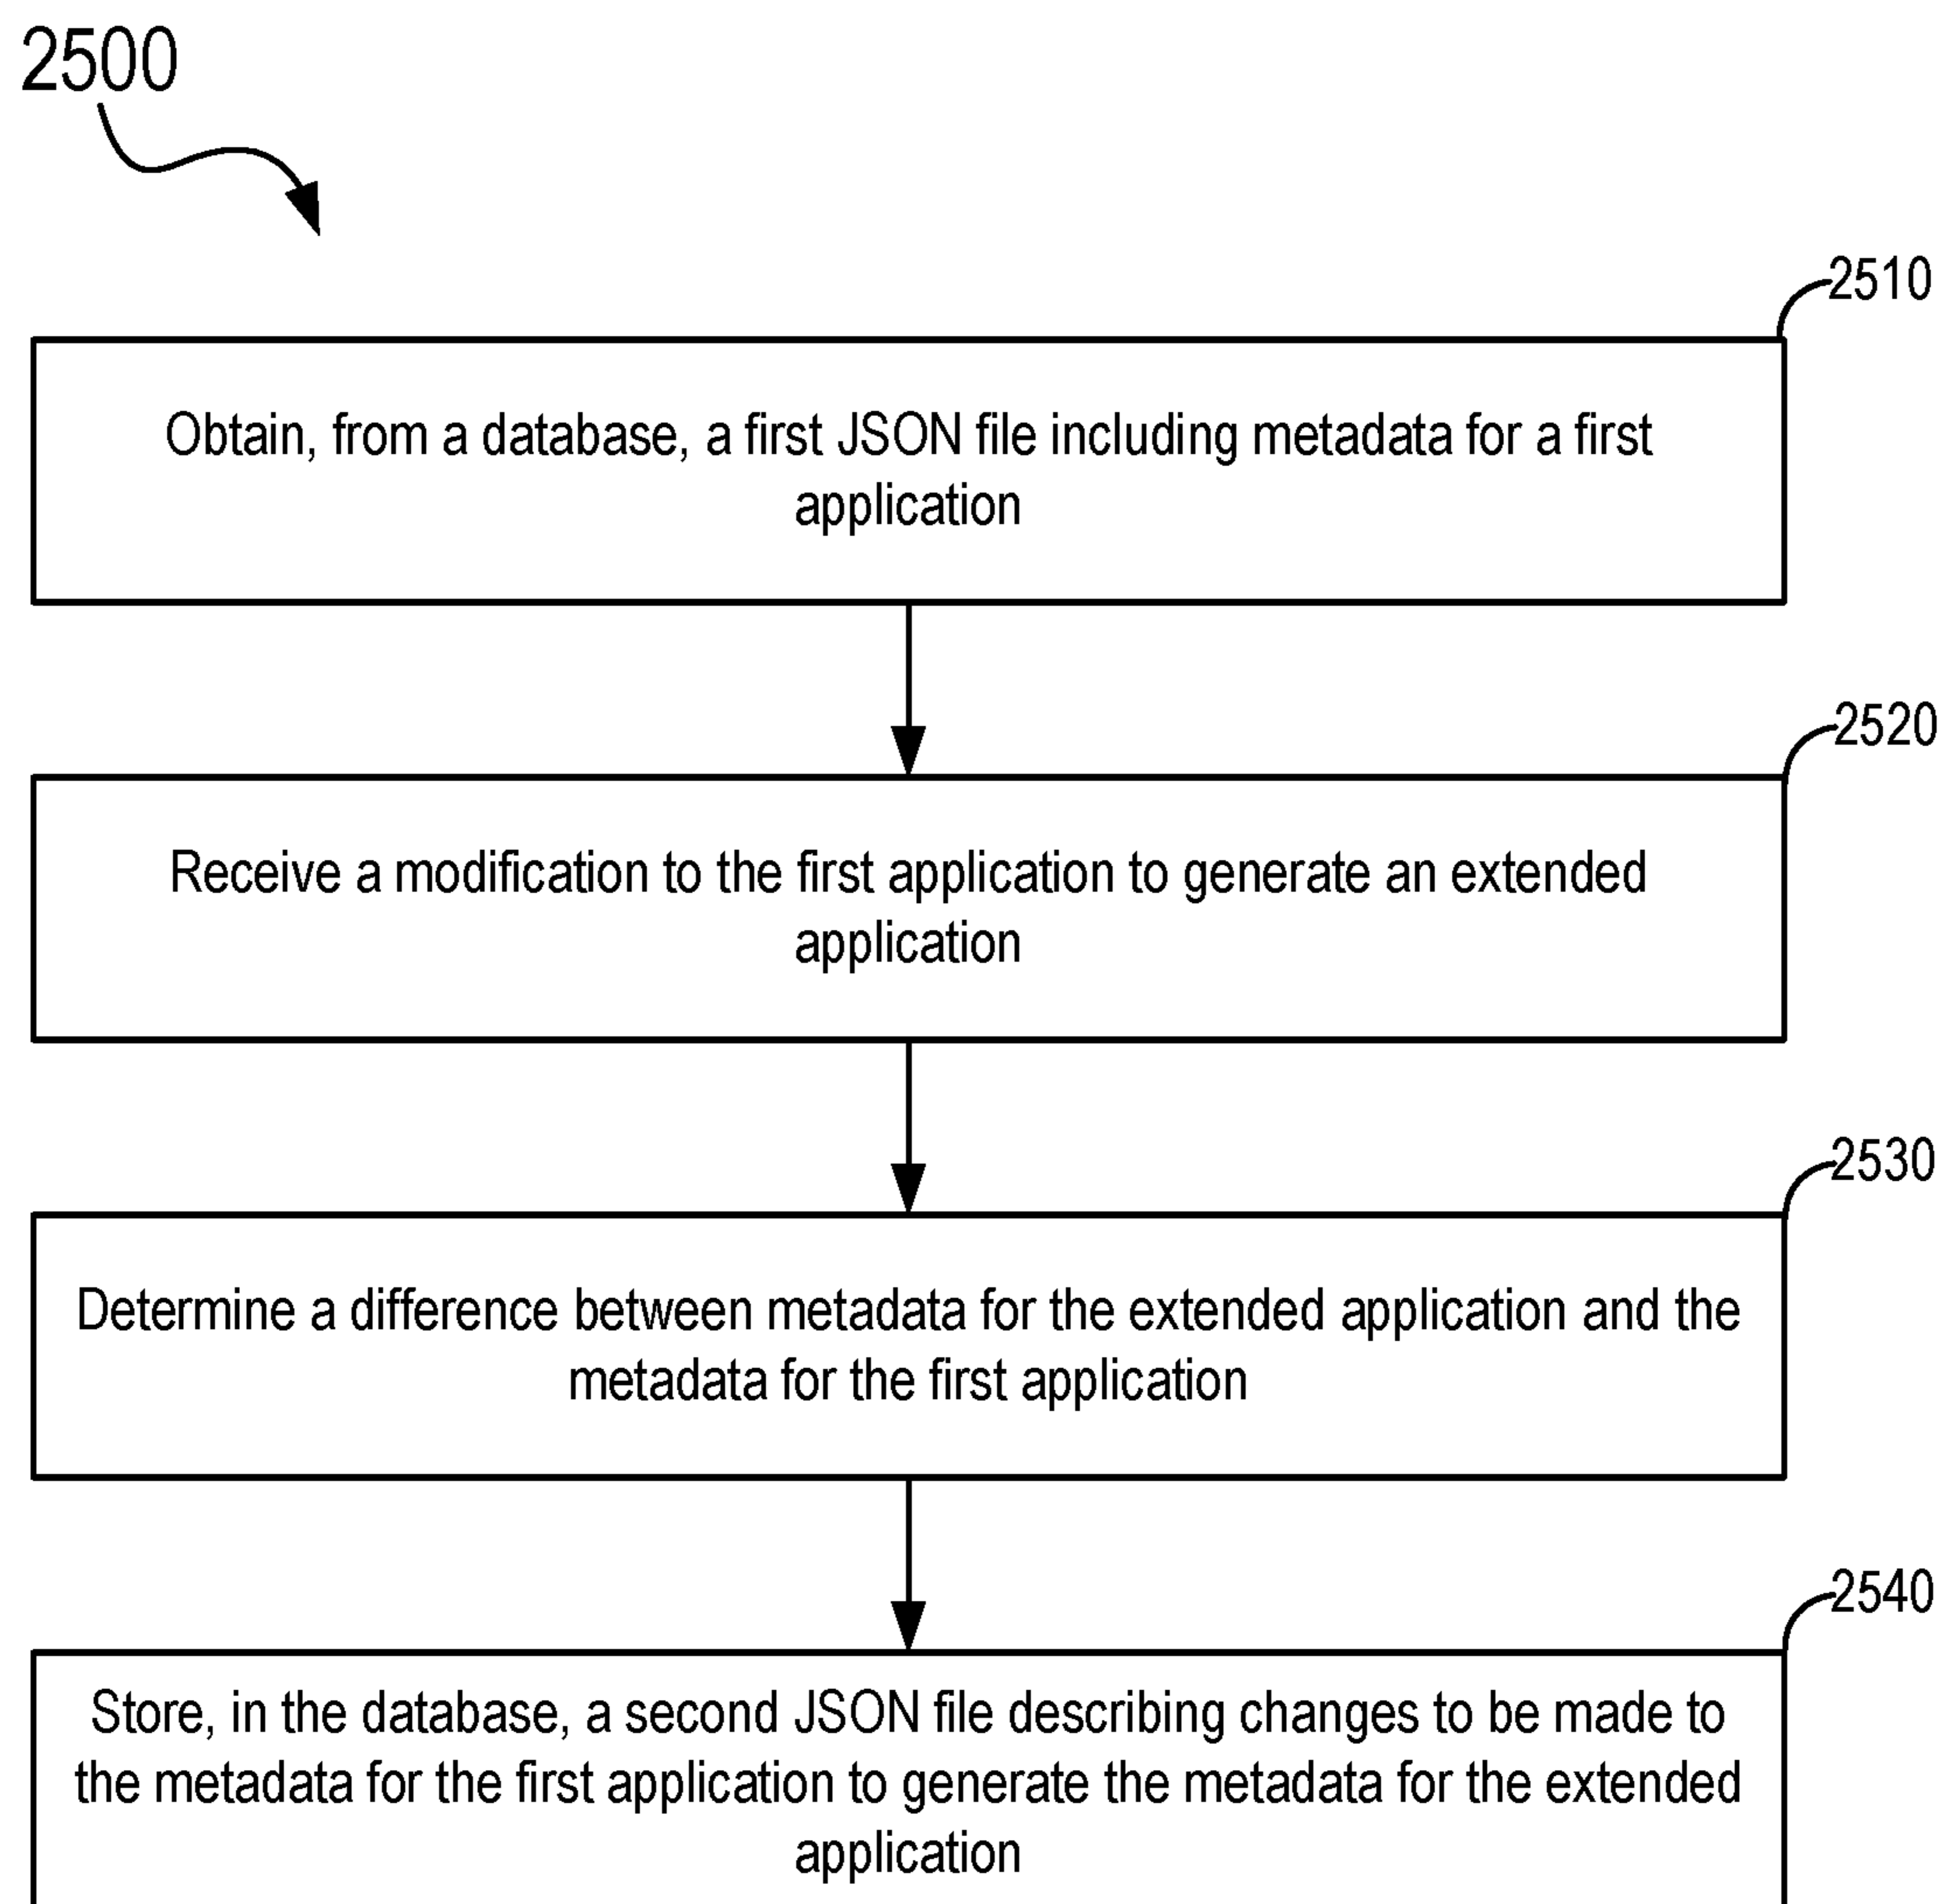 2500
2510
Obtain, from a database, a first JSON file including metadata for a first
application
2520
Receive a modification to the first application to generate an extended
application
2530
Determine a difference between metadata for the extended application and the
metadata for the first application
2540
Store, in the database, a second JSON file describing changes to be made to
the metadata for the first application to generate the metadata for the extended
application